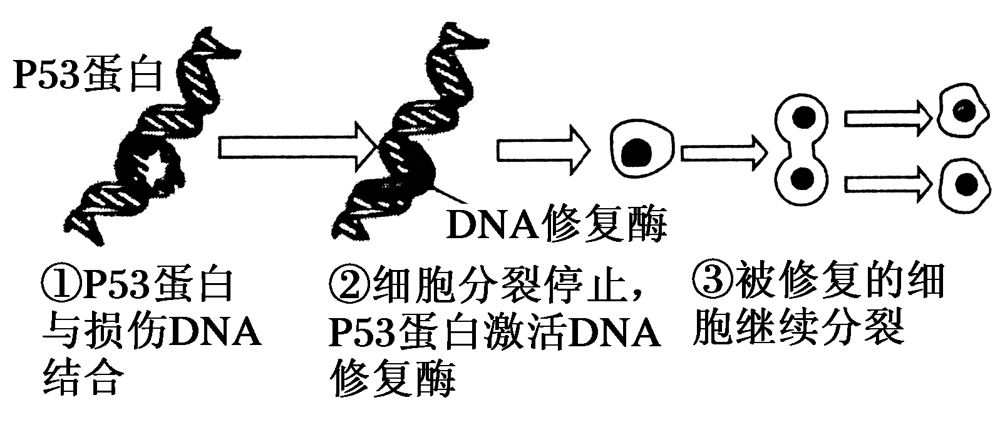 P53蛋白
DNA修复酶
①P53蛋白
与损伤DNA
结合
②细胞分裂停止，
P53蛋白激活DNA
修复酶
③被修复的细
胞继续分裂